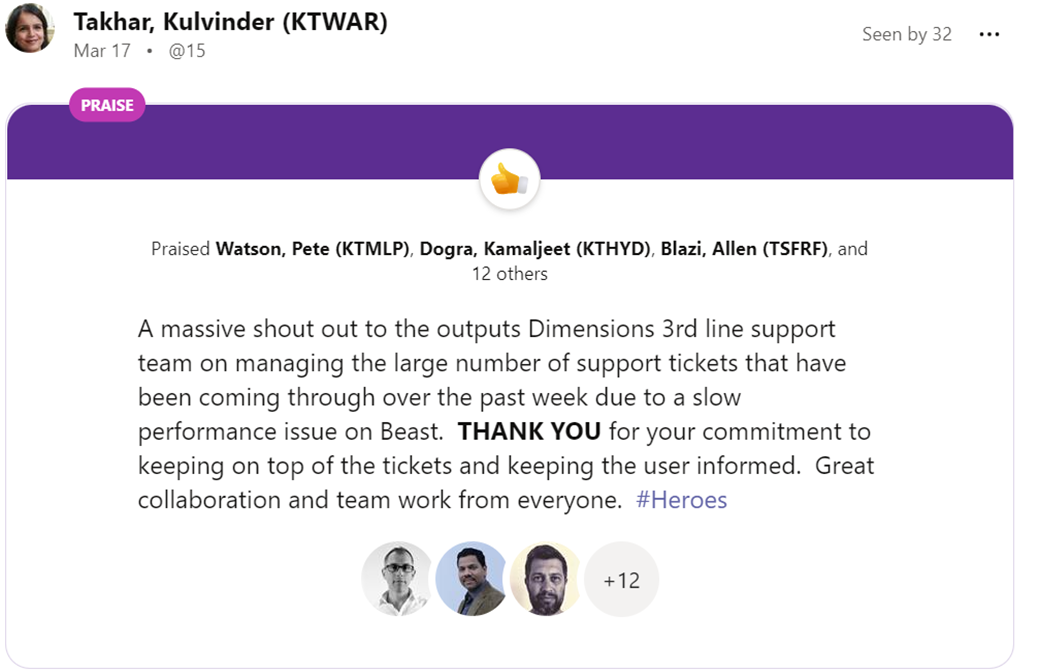 Takhar, Kulvinder (KTWAR)
Mar 17 • @15
Seen by 32
PRAISE
Praised Watson, Pete (KTMLP), Dogra, Kamaljeet (KTHYD), Blazi, Allen (TSFRF), and
12 others
A massive shout out to the outputs Dimensions 3rd line support
team on managing the large number of support tickets that have
been coming through over the past week due to a slow
performance issue on Beast.  THANK YOU for your commitment to
keeping on top of the tickets and keeping the user informed.  Great
collaboration and team work from everyone.  #Heroes
+12